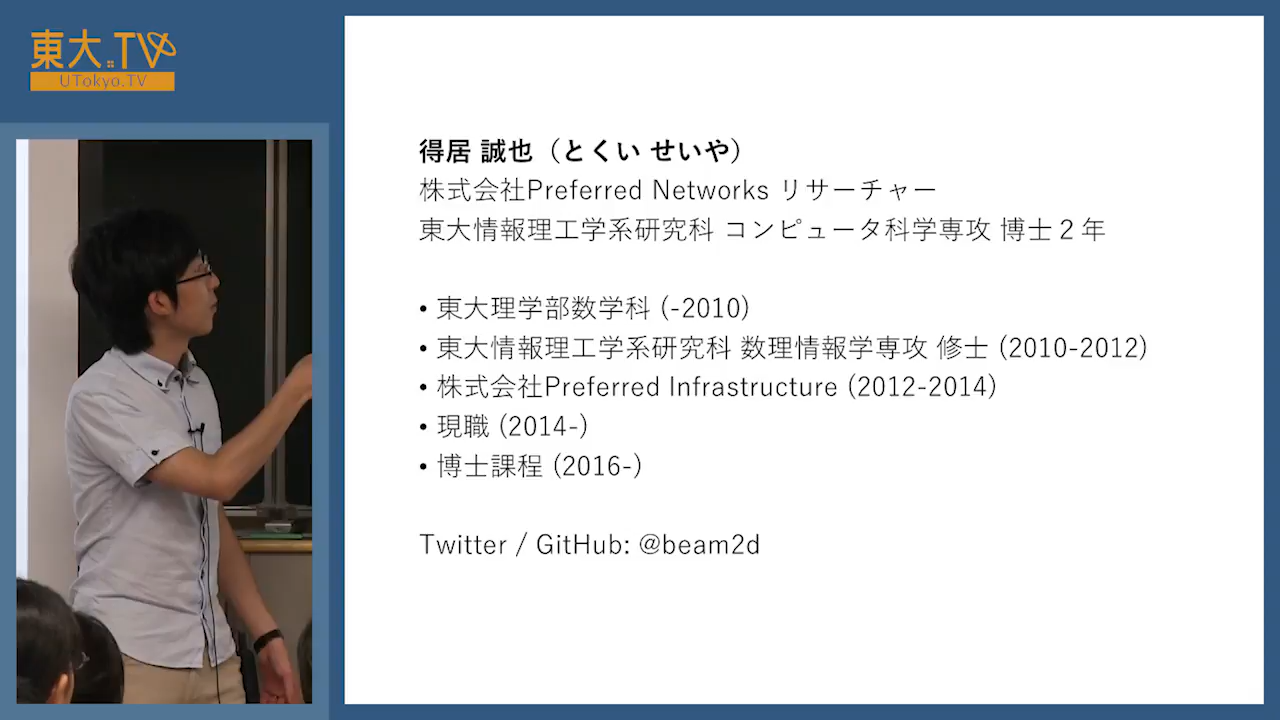 東大.TV
UTokyo.TV
得居 誠也（とくい せいや）
株式会社Preferred Networks リサーチャー
東大情報理工学系研究科 コンピュータ科学専攻 博士２年
• 東大理学部数学科 (-2010)
• 東大情報理工学系研究科 数理情報学専攻 修士 (2010-2012)
• 株式会社Preferred Infrastructure (2012-2014)
• 現職 (2014-)
• 博士課程 (2016-)
Twitter / GitHub: @beam2d